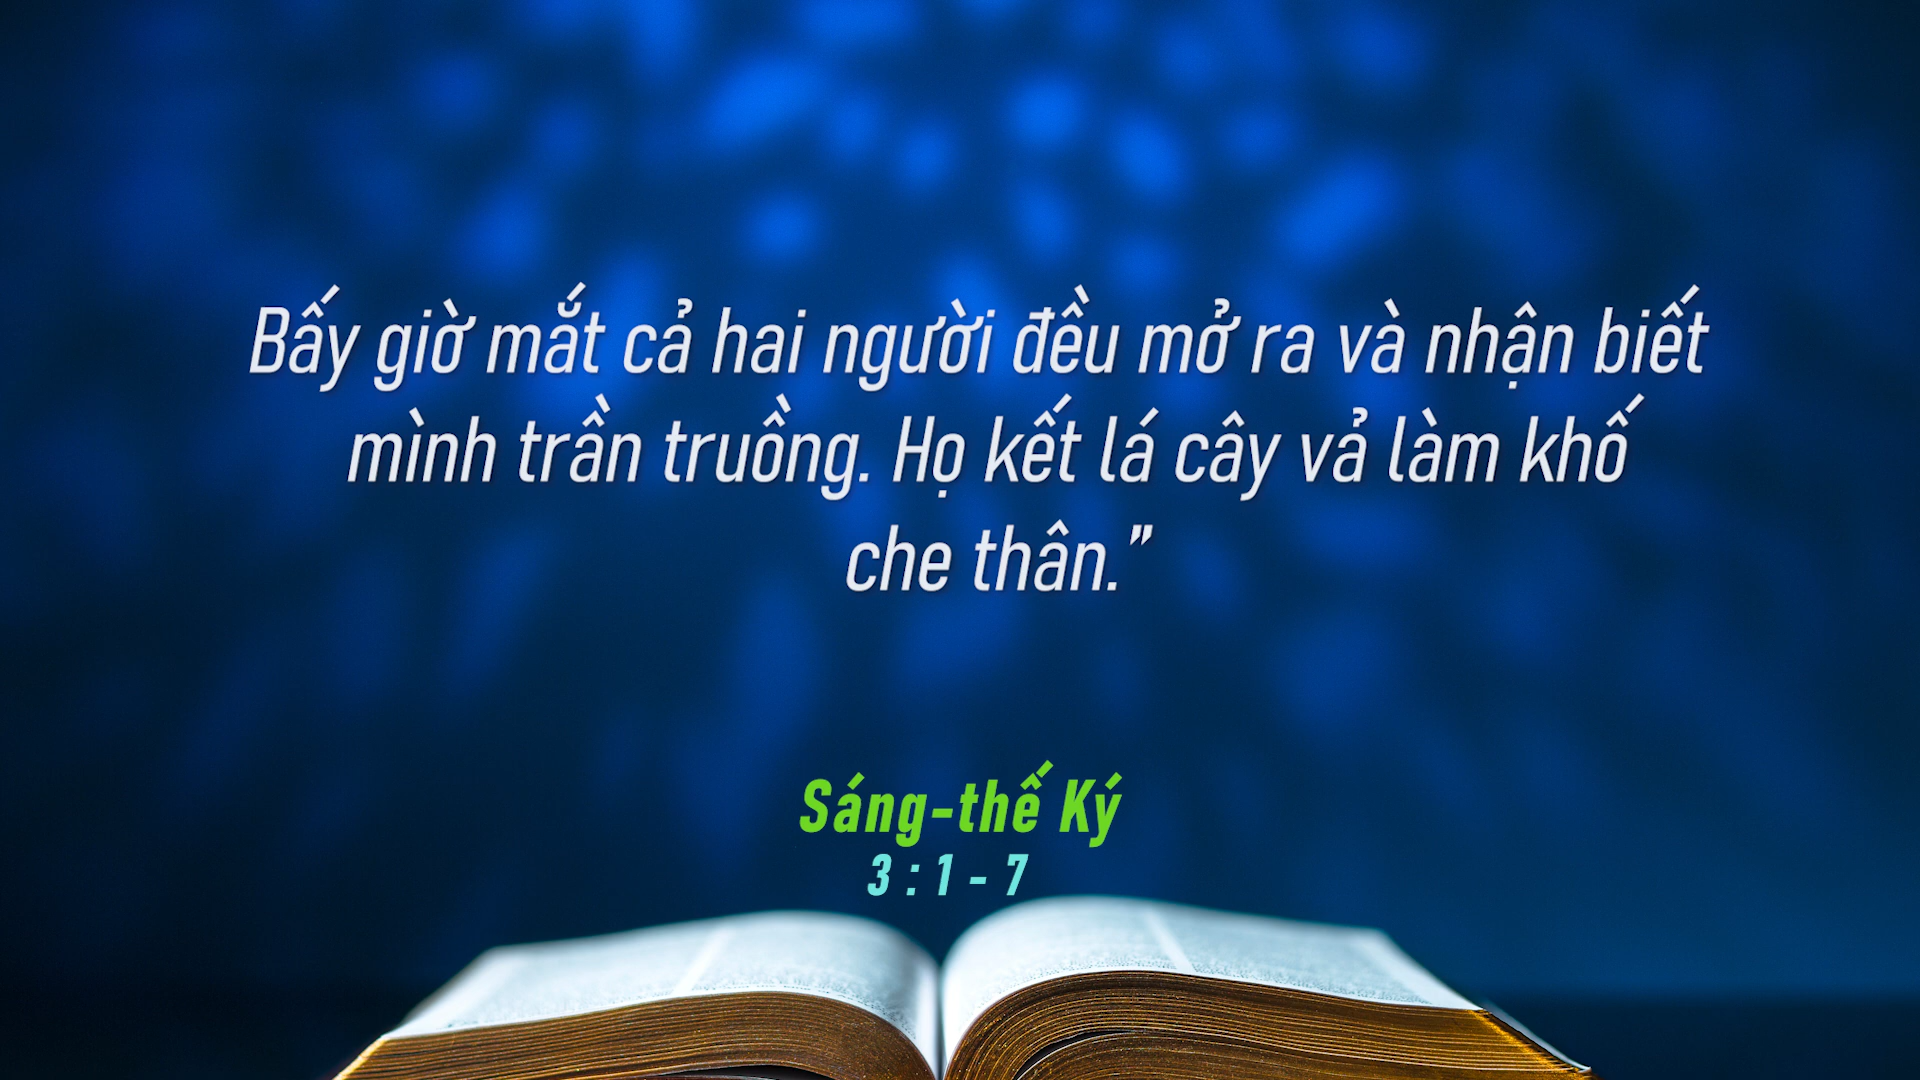 Bấy giờ mắt cả hai người đều mở ra và nhận biết
mình trần truồng. Họ kết lá cây vả làm khố
che thân.”
Sáng-thế Ký
3:1-7